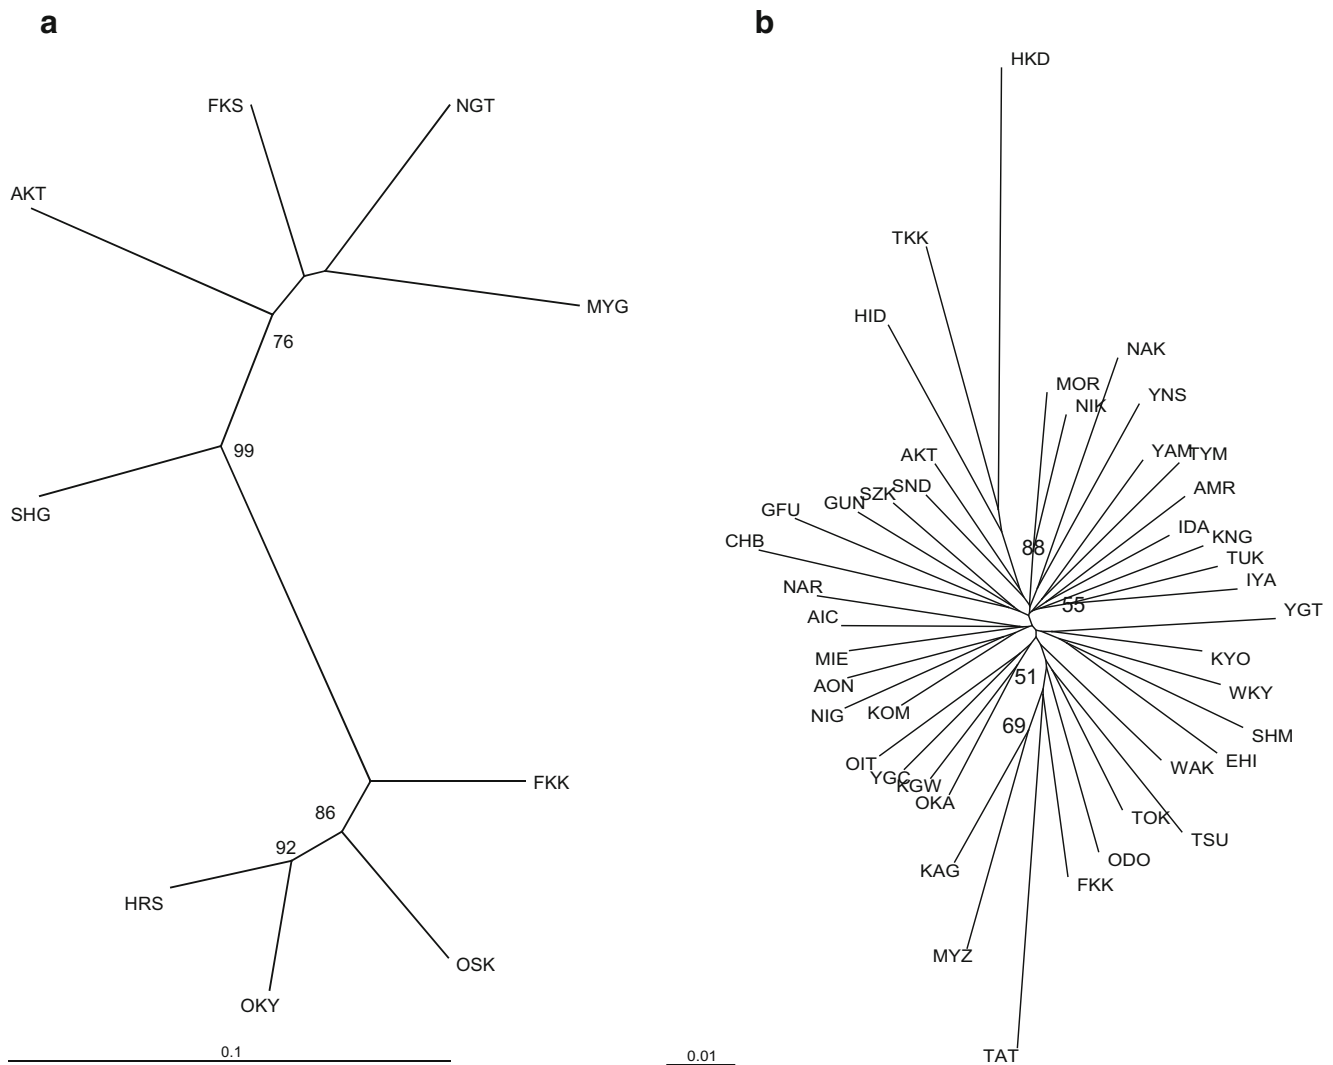 a
FKS
NGT
AKT
MYG
76
99
SHG
FKK
86
92
HRS
OSK
OKY
0.1
b
HKD
TKK
HID
NAK
MOR
YNS
NIK
AKT
YAM
TYM
SND
AMR
SZK
GUN
GFU
IDA
KNG
CHB
88
TUK
IYA
NAR
55
YGT
AIC
MIE
KYO
AON
51
WKY
NIG
KOM
69
SHM
OIT
EHI
WAK
YGC
KGW
OKA
TOK
TSU
ODO
KAG
FKK
MYZ
TAT
0.01